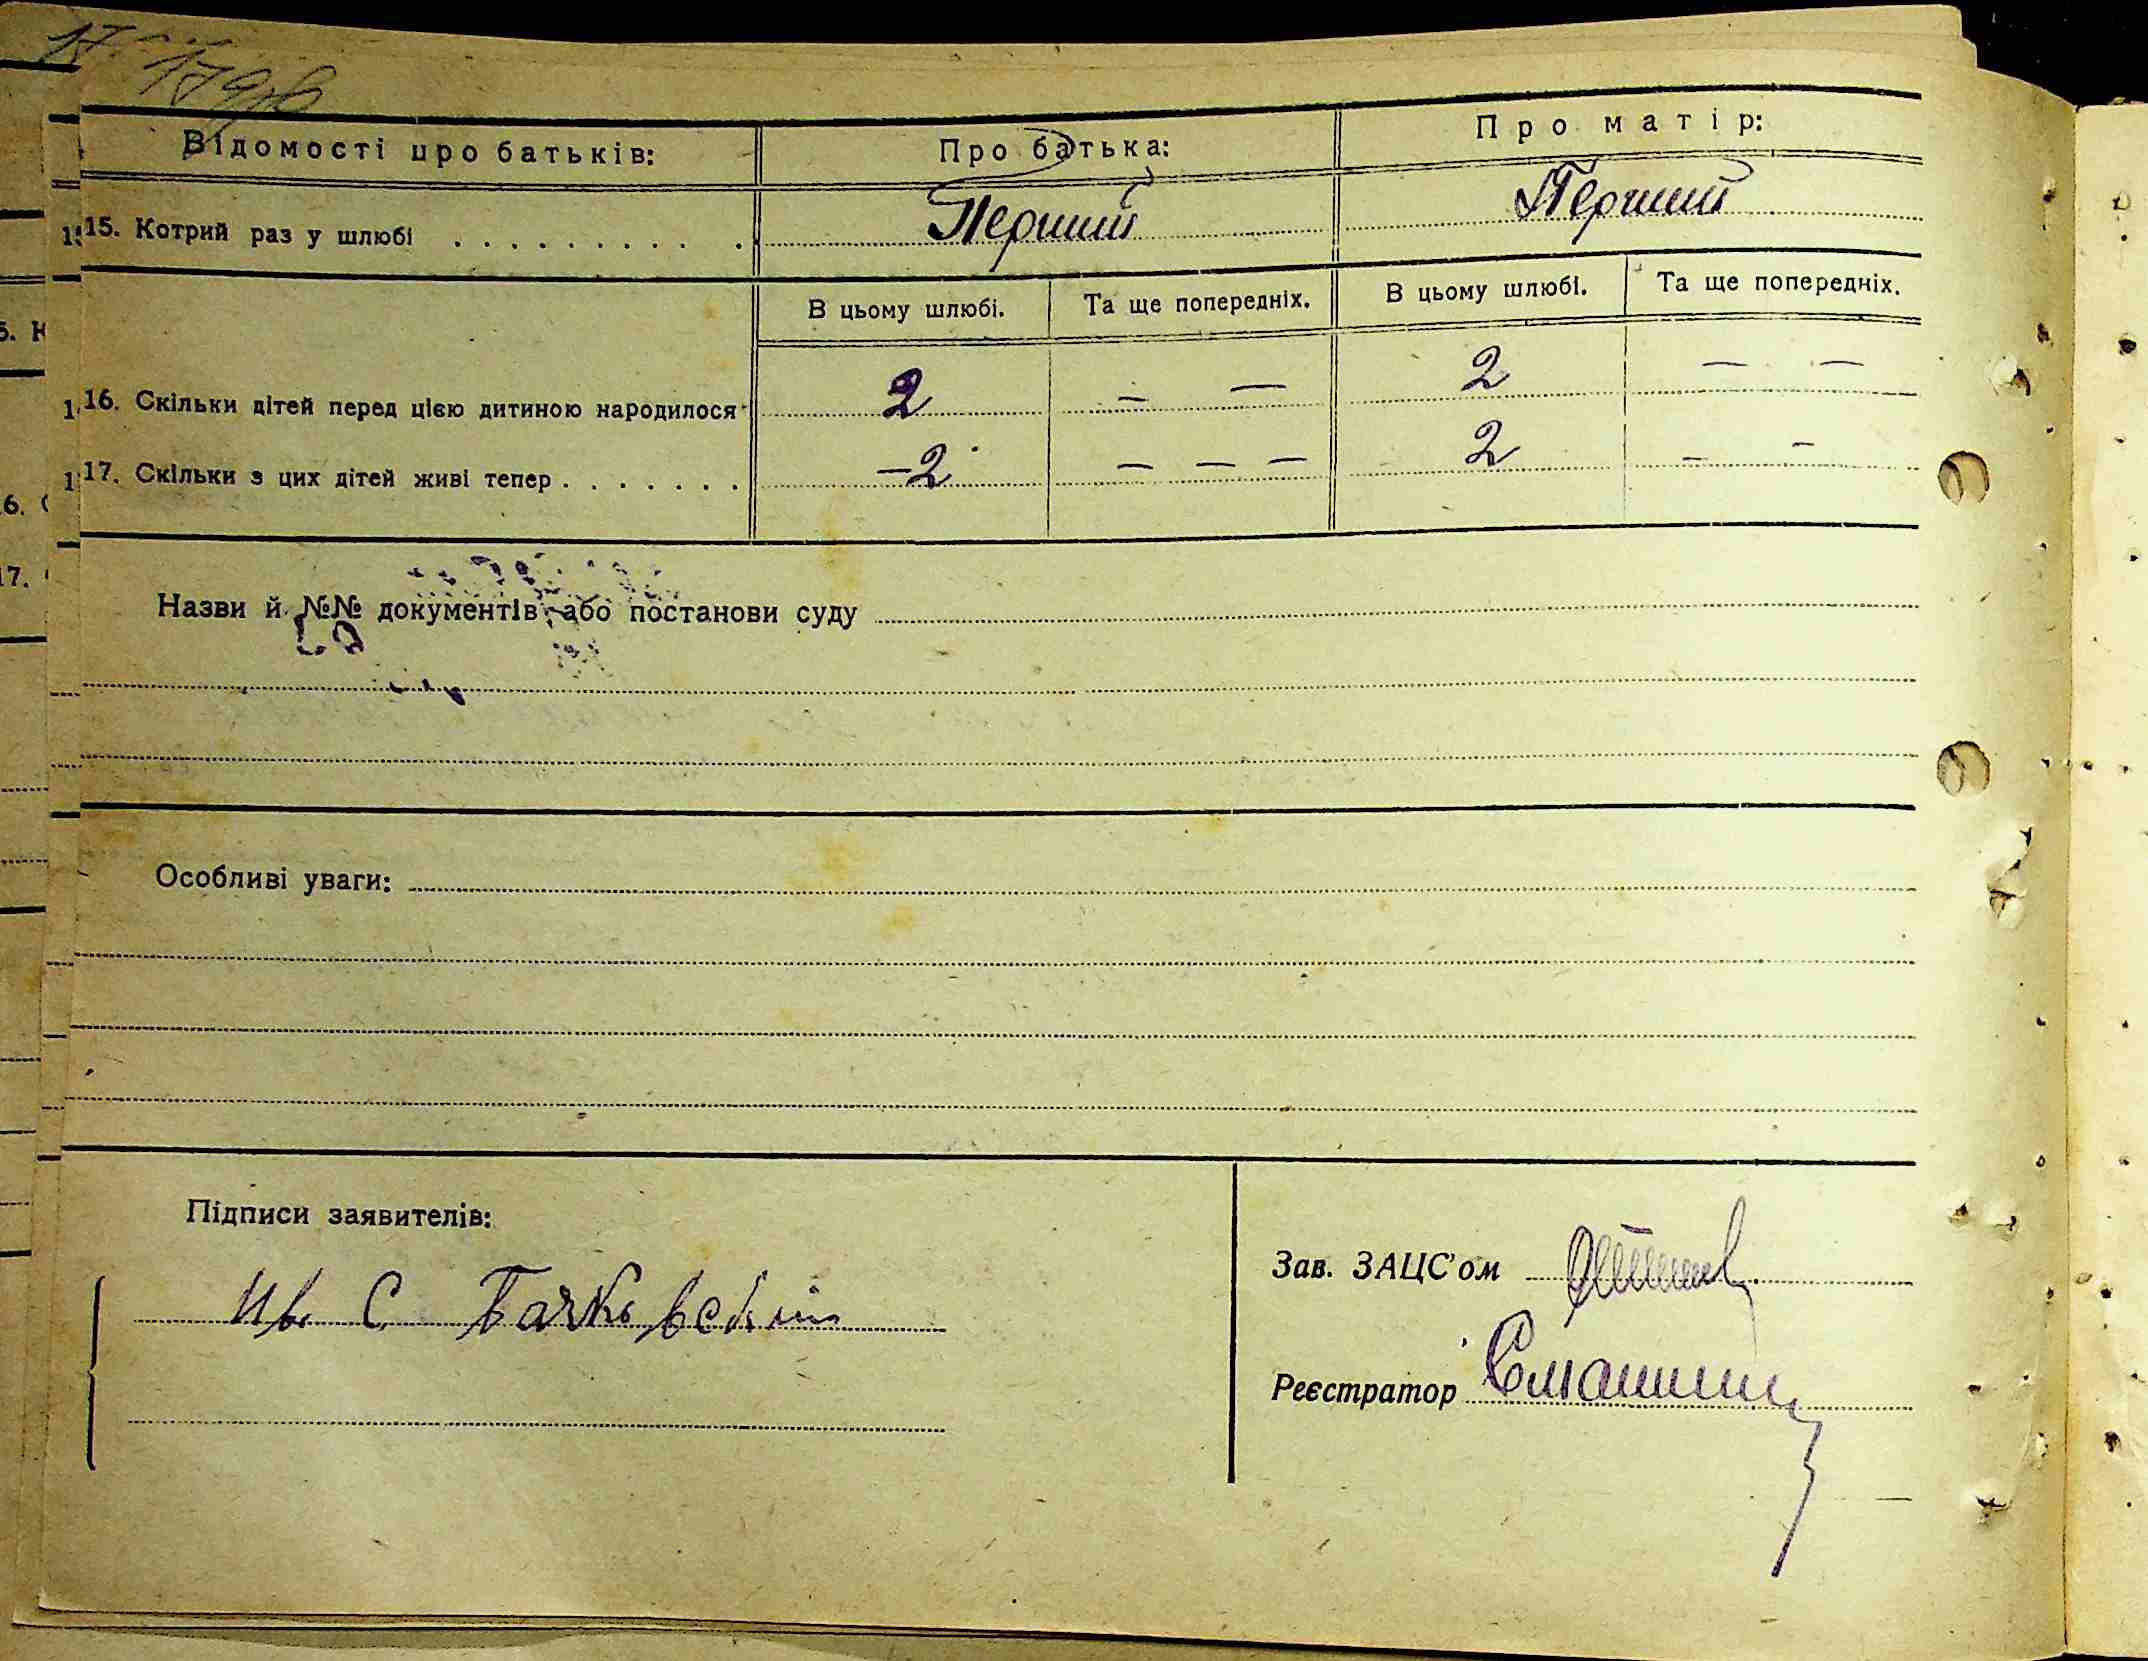 Відомості про батьків: Про батька: Про матір:
15. Котрий раз у шлюбі . . . . . . . . . . Перший Перший
В цьому шлюбі. Та ще попередніх. В цьому шлюбі. Та ще попередніх.
16. Скільки дітей перед цією дитиною народилося 2 — — 2 — —
17. Скільки з цих дітей живі тепер . . . . . . . —2 — — — 2 — —
Назви й №№ документів або постанови суду
Особливі уваги:
Підписи заявителів:
Зав. ЗАЦС'ом
Ив. С Бачковский
Реєстратор